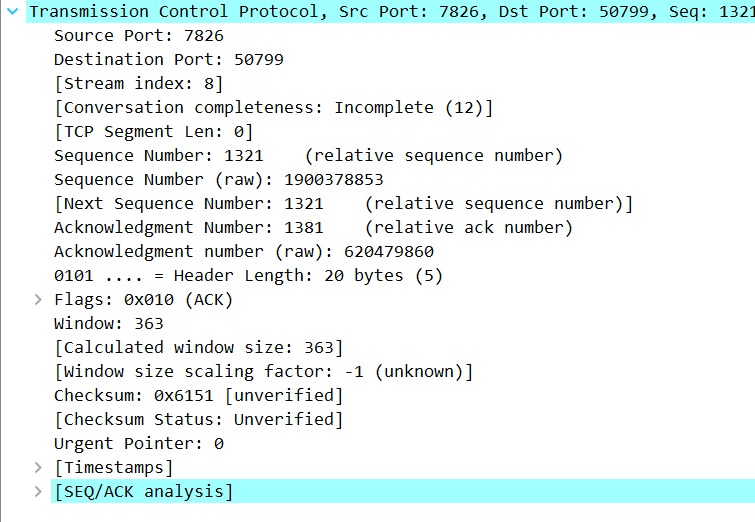 Transmission Control Protocol, Src Port: 7826, Dst Port: 50799, Seq: 1321
Source Port: 7826
Destination Port: 50799
[Stream index: 8]
[Conversation completeness: Incomplete (12)]
[TCP Segment Len: 0]
Sequence Number: 1321    (relative sequence number)
Sequence Number (raw): 1900378853
[Next Sequence Number: 1321    (relative sequence number)]
Acknowledgment Number: 1381    (relative ack number)
Acknowledgment number (raw): 620479860
0101 .... = Header Length: 20 bytes (5)
Flags: 0x010 (ACK)
Window: 363
[Calculated window size: 363]
[Window size scaling factor: -1 (unknown)]
Checksum: 0x6151 [unverified]
[Checksum Status: Unverified]
Urgent Pointer: 0
[Timestamps]
[SEQ/ACK analysis]